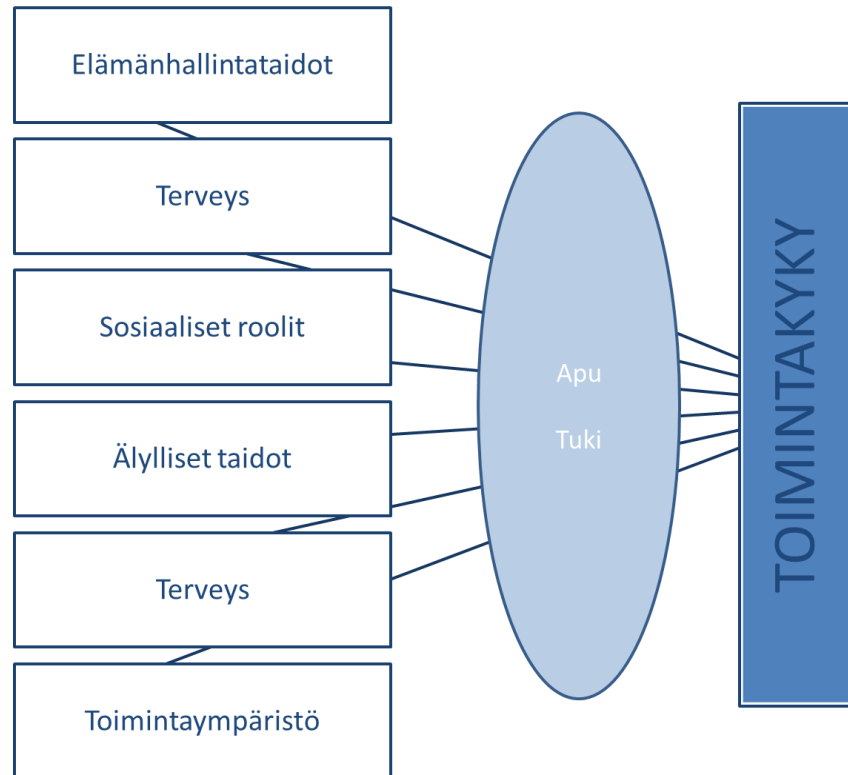 Elämänhallintataidot
Terveys
Sosiaaliset roolit
Älylliset taidot
Terveys
Toimintaympäristö
Apu
Tuki
TOIMINTAKYKY